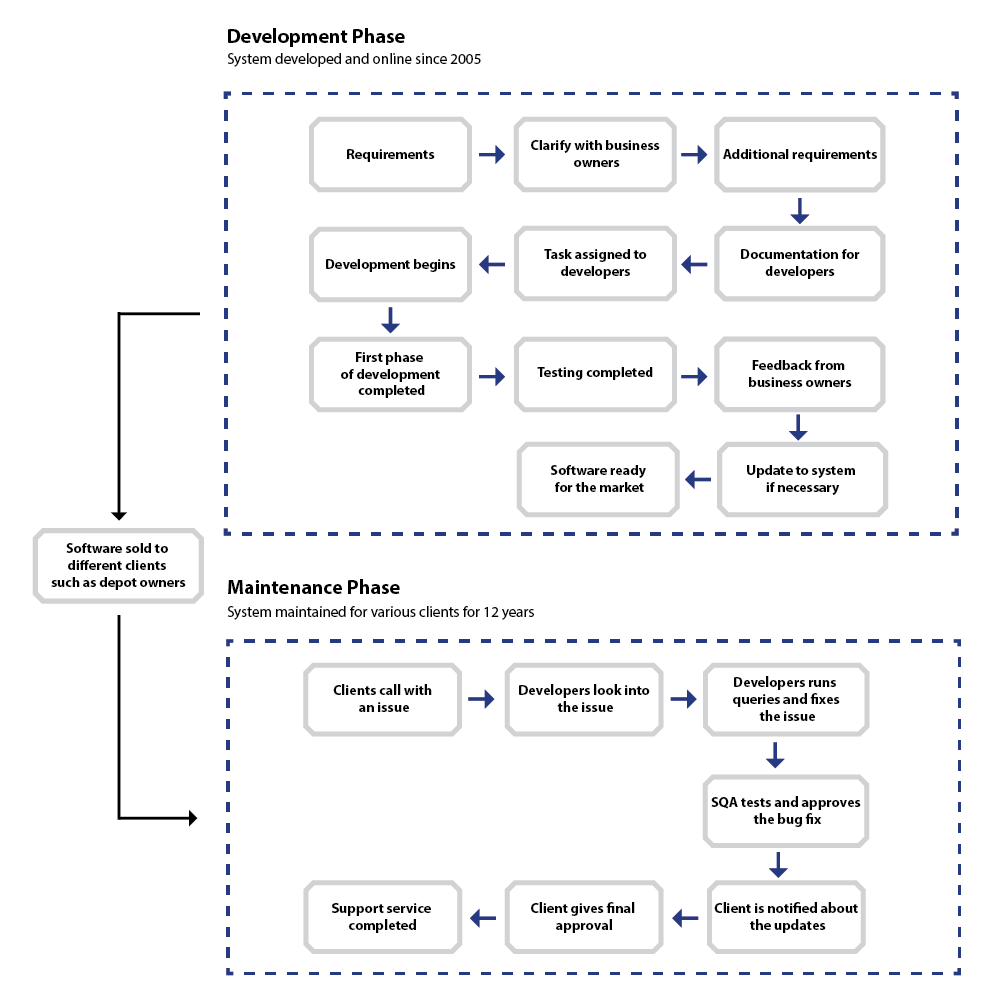 Development Phase
System developed and online since 2005
Requirements
Clarify with business
owners
Additional requirements
Documentation for
developers
Task assigned to
developers
Development begins
First phase
of development
completed
Testing completed
Feedback from
business owners
Update to system
if necessary
Software ready
for the market
Software sold to
different clients
such as depot owners
Maintenance Phase
System maintained for various clients for 12 years
Clients call with
an issue
Developers look into
the issue
Developers runs
queries and fixes
the issue
SQA tests and approves
the bug fix
Client is notified about
the updates
Client gives final
approval
Support service
completed